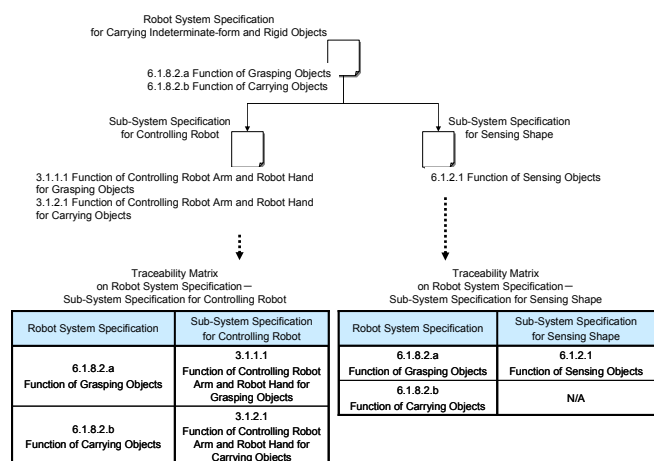 Robot System Specification
for Carrying Indeterminate-form and Rigid Objects
6.1.8.2.a Function of Grasping Objects
6.1.8.2.b Function of Carrying Objects
Sub-System Specification
for Controlling Robot
3.1.1.1 Function of Controlling Robot Arm and Robot Hand
for Grasping Objects
3.1.2.1 Function of Controlling Robot Arm and Robot Hand
for Carrying Objects
Sub-System Specification
for Sensing Shape
6.1.2.1 Function of Sensing Objects
Traceability Matrix
on Robot System Specification－
Sub-System Specification for Controlling Robot
Robot System Specification
Sub-System Specification
for Controlling Robot
6.1.8.2.a
Function of Grasping Objects
3.1.1.1
Function of Controlling Robot
Arm and Robot Hand for
Grasping Objects
6.1.8.2.b
Function of Carrying Objects
3.1.2.1
Function of Controlling Robot
Arm and Robot Hand for
Carrying Objects
Traceability Matrix
on Robot System Specification－
Sub-System Specification for Sensing Shape
Robot System Specification
Sub-System Specification
for Sensing Shape
6.1.8.2.a
Function of Grasping Objects
6.1.2.1
Function of Sensing Objects
6.1.8.2.b
Function of Carrying Objects
N/A